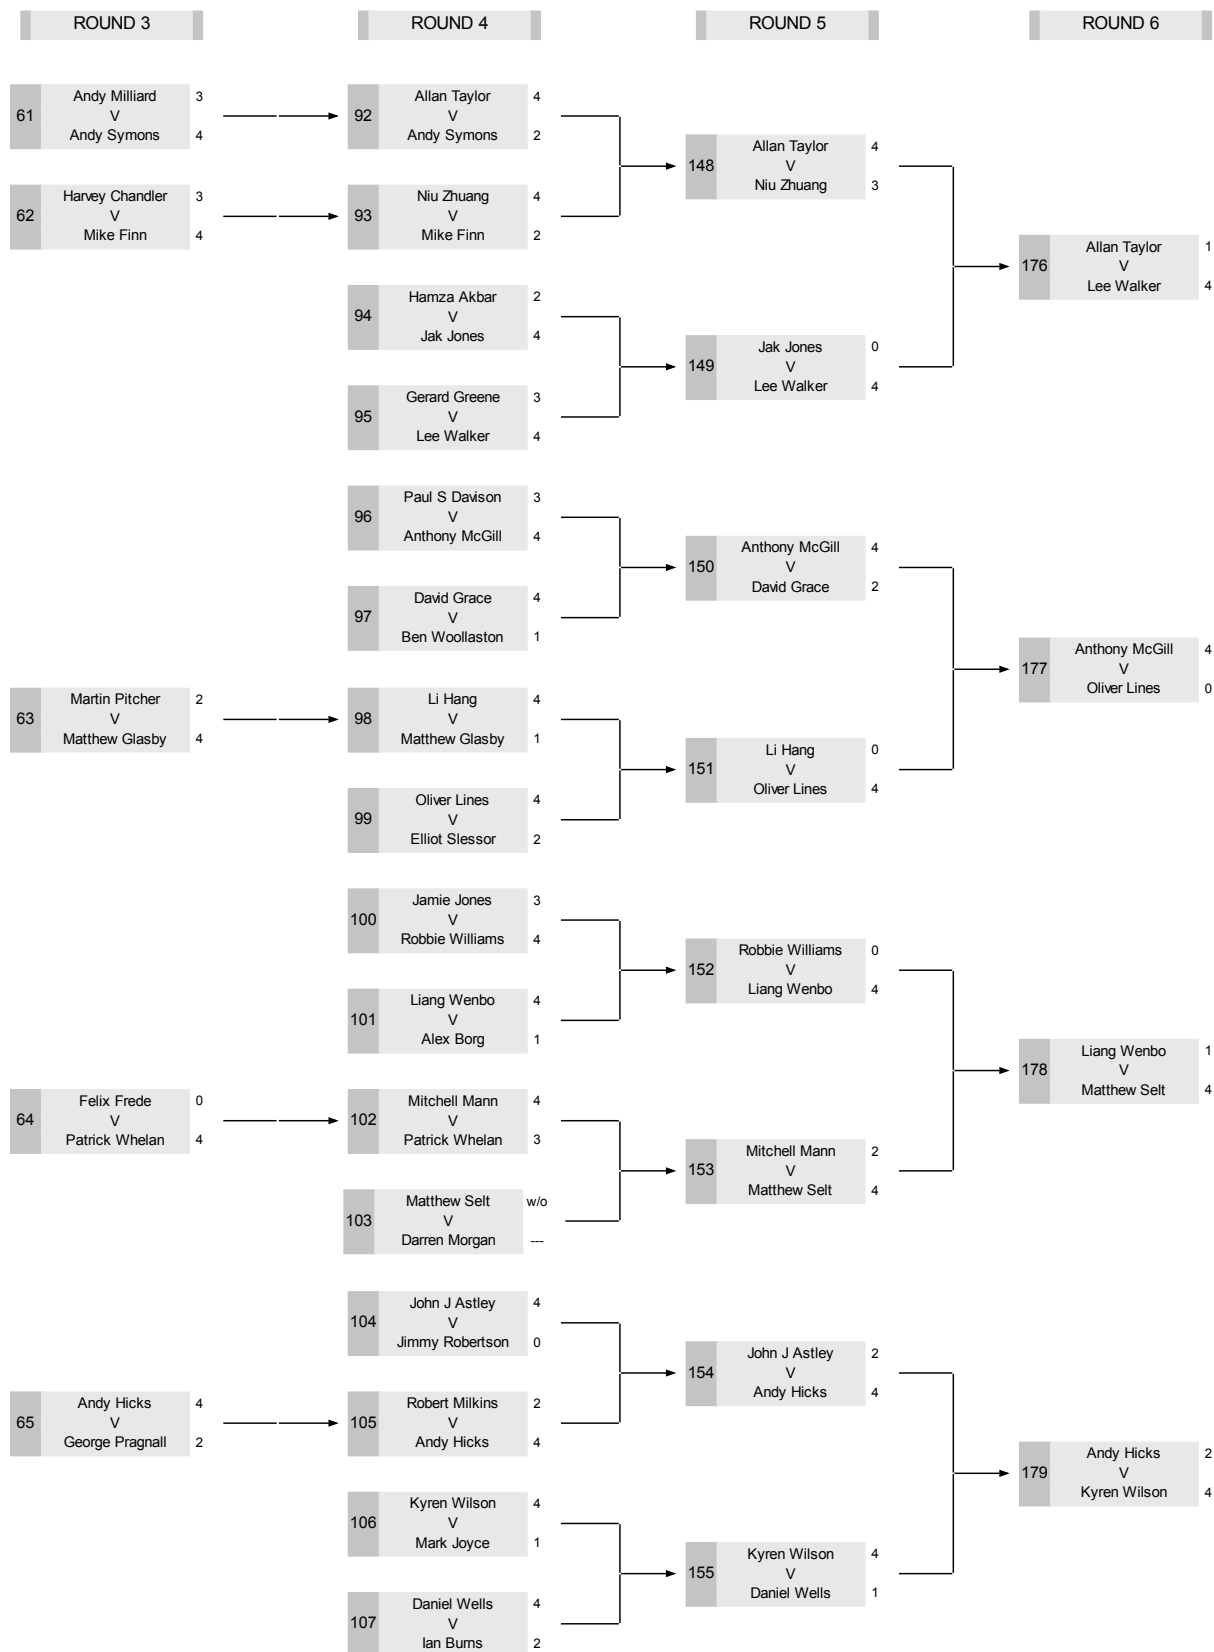 ROUND 3
ROUND 4
ROUND 5
ROUND 6
61
Andy Milliard 3
V
Andy Symons 4
62
Harvey Chandler 3
V
Mike Finn 4
63
Martin Pitcher 2
V
Matthew Glasby 4
64
Felix Frede 0
V
Patrick Whelan 4
65
Andy Hicks 4
V
George Pragnall 2
92
Allan Taylor 4
V
Andy Symons 2
93
Niu Zhuang 4
V
Mike Finn 2
94
Hamza Akbar 2
V
Jak Jones 4
95
Gerard Greene 3
V
Lee Walker 4
96
Paul S Davison 3
V
Anthony McGill 4
97
David Grace 4
V
Ben Woollaston 1
98
Li Hang 4
V
Matthew Glasby 1
99
Oliver Lines 4
V
Elliot Slessor 2
100
Jamie Jones 3
V
Robbie Williams 4
101
Liang Wenbo 4
V
Alex Borg 1
102
Mitchell Mann 4
V
Patrick Whelan 3
103
Matthew Selt w/o
V
Darren Morgan ---
104
John J Astley 4
V
Jimmy Robertson 0
105
Robert Milkins 2
V
Andy Hicks 4
106
Kyren Wilson 4
V
Mark Joyce 1
107
Daniel Wells 4
V
Ian Burns 2
148
Allan Taylor 4
V
Niu Zhuang 3
149
Jak Jones 0
V
Lee Walker 4
150
Anthony McGill 4
V
David Grace 2
151
Li Hang 0
V
Oliver Lines 4
152
Robbie Williams 0
V
Liang Wenbo 4
153
Mitchell Mann 2
V
Matthew Selt 4
154
John J Astley 2
V
Andy Hicks 4
155
Kyren Wilson 4
V
Daniel Wells 1
176
Allan Taylor 1
V
Lee Walker 4
177
Anthony McGill 4
V
Oliver Lines 0
178
Liang Wenbo 1
V
Matthew Selt 4
179
Andy Hicks 2
V
Kyren Wilson 4